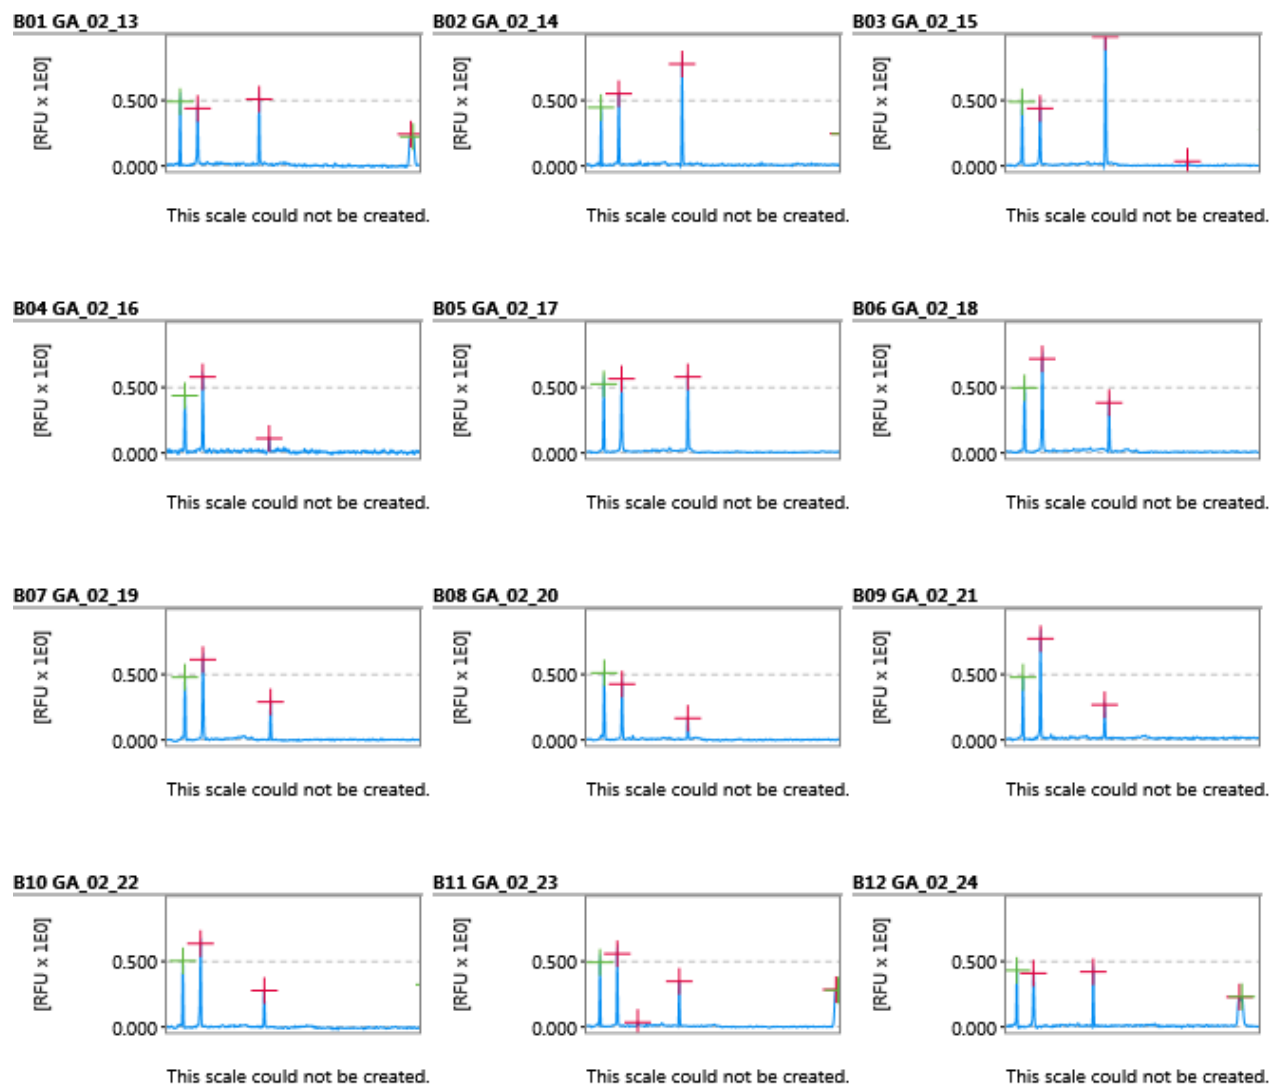 B01 GA_02_13
B02 GA_02_14
B03 GA_02_15
[RFU x 1E0]
0.500
0.000
[RFU x 1E0]
0.500
0.000
[RFU x 1E0]
0.500
0.000
This scale could not be created.
This scale could not be created.
This scale could not be created.
B04 GA_02_16
B05 GA_02_17
B06 GA_02_18
[RFU x 1E0]
0.500
0.000
[RFU x 1E0]
0.500
0.000
[RFU x 1E0]
0.500
0.000
This scale could not be created.
This scale could not be created.
This scale could not be created.
B07 GA_02_19
B08 GA_02_20
B09 GA_02_21
[RFU x 1E0]
0.500
0.000
[RFU x 1E0]
0.500
0.000
[RFU x 1E0]
0.500
0.000
This scale could not be created.
This scale could not be created.
This scale could not be created.
B10 GA_02_22
B11 GA_02_23
B12 GA_02_24
[RFU x 1E0]
0.500
0.000
[RFU x 1E0]
0.500
0.000
[RFU x 1E0]
0.500
0.000
This scale could not be created.
This scale could not be created.
This scale could not be created.